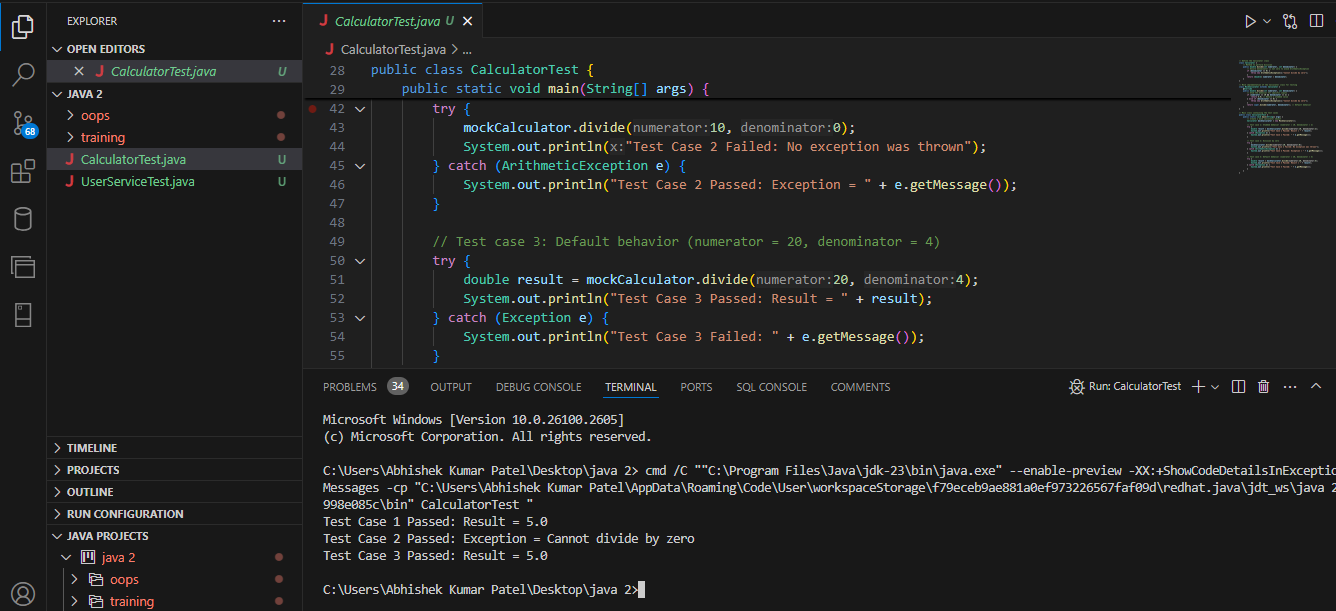 EXPLORER
OPEN EDITORS
CalculatorTest.java U
JAVA 2
oops
training
CalculatorTest.java U
UserServiceTest.java U
68
TIMELINE
PROJECTS
OUTLINE
RUN CONFIGURATION
JAVA PROJECTS
java 2
oops
training
J CalculatorTest.java U
J CalculatorTest.java > ...
28 public class CalculatorTest {
29 public static void main(String[] args) {
42 try {
43 mockCalculator.divide(numerator:10, denominator:0);
44 System.out.println(x:"Test Case 2 Failed: No exception was thrown");
45 } catch (ArithmeticException e) {
46 System.out.println("Test Case 2 Passed: Exception = " + e.getMessage());
47 }
48
49 // Test case 3: Default behavior (numerator = 20, denominator = 4)
50 try {
51 double result = mockCalculator.divide(numerator:20, denominator:4);
52 System.out.println("Test Case 3 Passed: Result = " + result);
53 } catch (Exception e) {
54 System.out.println("Test Case 3 Failed: " + e.getMessage());
55 }
PROBLEMS 34 OUTPUT DEBUG CONSOLE TERMINAL PORTS SQL CONSOLE COMMENTS Run: CalculatorTest
Microsoft Windows [Version 10.0.26100.2605]
(c) Microsoft Corporation. All rights reserved.
C:\Users\Abhishek Kumar Patel\Desktop\java 2> cmd /C ""C:\Program Files\Java\jdk-23\bin\java.exe" --enable-preview -XX:+ShowCodeDetailsInExceptio
Messages -cp "C:\Users\Abhishek Kumar Patel\AppData\Roaming\Code\User\workspaceStorage\f79eceb9ae881a0ef973226567faf09d\redhat.java\jdt_ws\java 2
998e085c\bin" CalculatorTest "
Test Case 1 Passed: Result = 5.0
Test Case 2 Passed: Exception = Cannot divide by zero
Test Case 3 Passed: Result = 5.0
C:\Users\Abhishek Kumar Patel\Desktop\java 2>